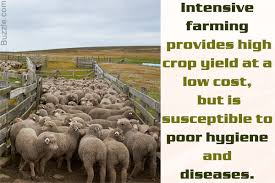 Buzzle.com
Intensive
farming
provides high
crop yield at a
low cost,
but is
susceptible to
poor hygiene
and
diseases.